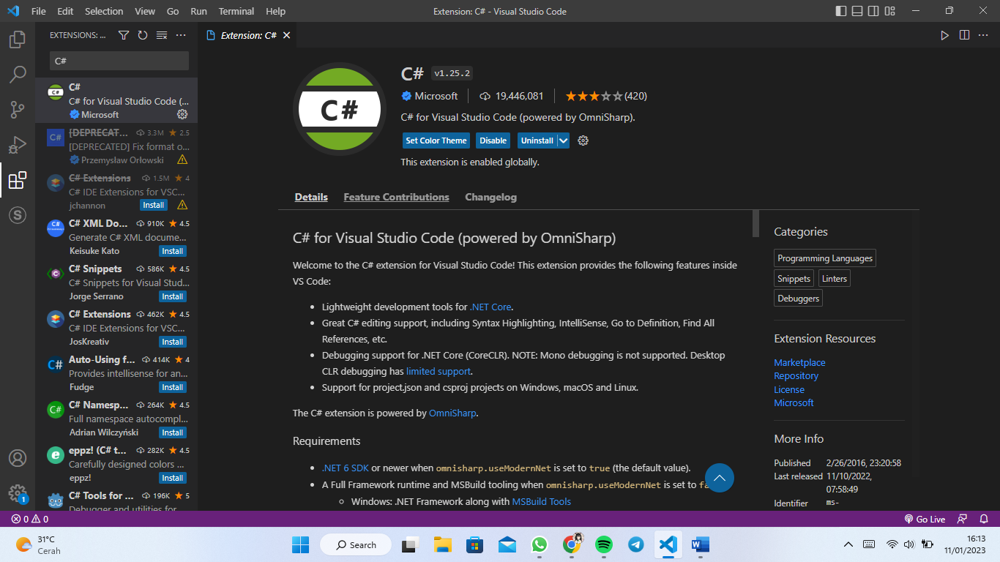 File Edit Selection View Go Run Terminal Help
Extension: C# - Visual Studio Code
EXTENSIONS: ...
C#
C#
C# for Visual Studio Code (...
Microsoft
C#
[DEPRECAT... 3.3M 2.5
[DEPRECATED] Fix format o...
Przemysław Orłowski
C# Extensions 1.5M 4
C# IDE Extensions for VSC...
jchannon Install
C# XML Do... 910K 4.5
Generate C# XML docume...
Keisuke Kato Install
C# Snippets 586K 4.5
C# Snippets for Visual Stud...
Jorge Serrano Install
C# Extensions 462K 4.5
C# IDE Extensions for VSC...
JosKreativ Install
C#
Auto-Using f... 414K 4
Provides intellisense for an...
Fudge Install
C#
C# Namesp... 264K 4.5
Full namespace autocompl...
Adrian Wilczyński Install
e
eppz! (C# t... 282K 4.5
Carefully designed colors ...
eppz! Install
C# Tools for ... 196K 5
Debugger and utilities for
1
Extension: C#
C#
C# v1.25.2
Microsoft 19,446,081 (420)
C# for Visual Studio Code (powered by OmniSharp).
Set Color Theme Disable Uninstall
This extension is enabled globally.
Details Feature Contributions Changelog
C# for Visual Studio Code (powered by OmniSharp)
Welcome to the C# extension for Visual Studio Code! This extension provides the following features inside
VS Code:
• Lightweight development tools for .NET Core.
• Great C# editing support, including Syntax Highlighting, IntelliSense, Go to Definition, Find All
References, etc.
• Debugging support for .NET Core (CoreCLR). NOTE: Mono debugging is not supported. Desktop
CLR debugging has limited support.
• Support for project.json and csproj projects on Windows, macOS and Linux.
The C# extension is powered by OmniSharp.
Requirements
• .NET 6 SDK or newer when omnisharp.useModernNet is set to true (the default value).
• A Full Framework runtime and MSBuild tooling when omnisharp.useModernNet is set to
Windows: .NET Framework along with MSBuild Tools
Categories
Programming Languages
Snippets Linters
Debuggers
Extension Resources
Marketplace
Repository
License
Microsoft
More Info
Published 2/26/2016, 23:20:58
Last released 11/10/2022,
07:58:49
Identifier ms-
0 0
Go Live
31°C
Cerah
Search
16:13
11/01/2023